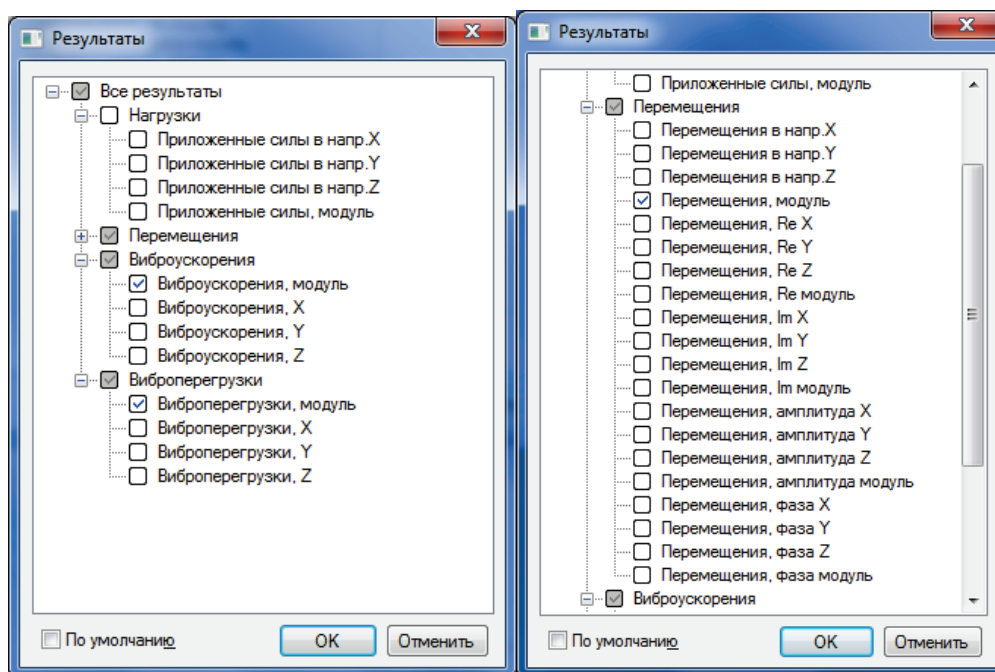 Результаты
Все результаты
Нагрузки
Приложенные силы в напр.X
Приложенные силы в напр.Y
Приложенные силы в напр.Z
Приложенные силы, модуль
Перемещения
Виброускорения
Виброускорения, модуль
Виброускорения, X
Виброускорения, Y
Виброускорения, Z
Виброперегрузки
Виброперегрузки, модуль
Виброперегрузки, X
Виброперегрузки, Y
Виброперегрузки, Z
По умолчанию
OK
Отменить
Результаты
Приложенные силы, модуль
Перемещения
Перемещения в напр.X
Перемещения в напр.Y
Перемещения в напр.Z
Перемещения, модуль
Перемещения, Re X
Перемещения, Re Y
Перемещения, Re Z
Перемещения, Re модуль
Перемещения, Im X
Перемещения, Im Y
Перемещения, Im Z
Перемещения, Im модуль
Перемещения, амплитуда X
Перемещения, амплитуда Y
Перемещения, амплитуда Z
Перемещения, амплитуда модуль
Перемещения, фаза X
Перемещения, фаза Y
Перемещения, фаза Z
Перемещения, фаза модуль
Виброускорения
По умолчанию
OK
Отменить